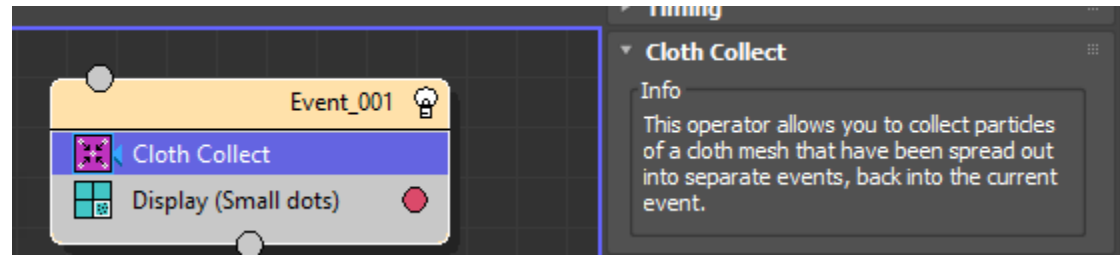 Timing
Cloth Collect
Info
This operator allows you to collect particles
of a cloth mesh that have been spread out
into separate events, back into the current
event.
Event_001
Cloth Collect
Display (Small dots)